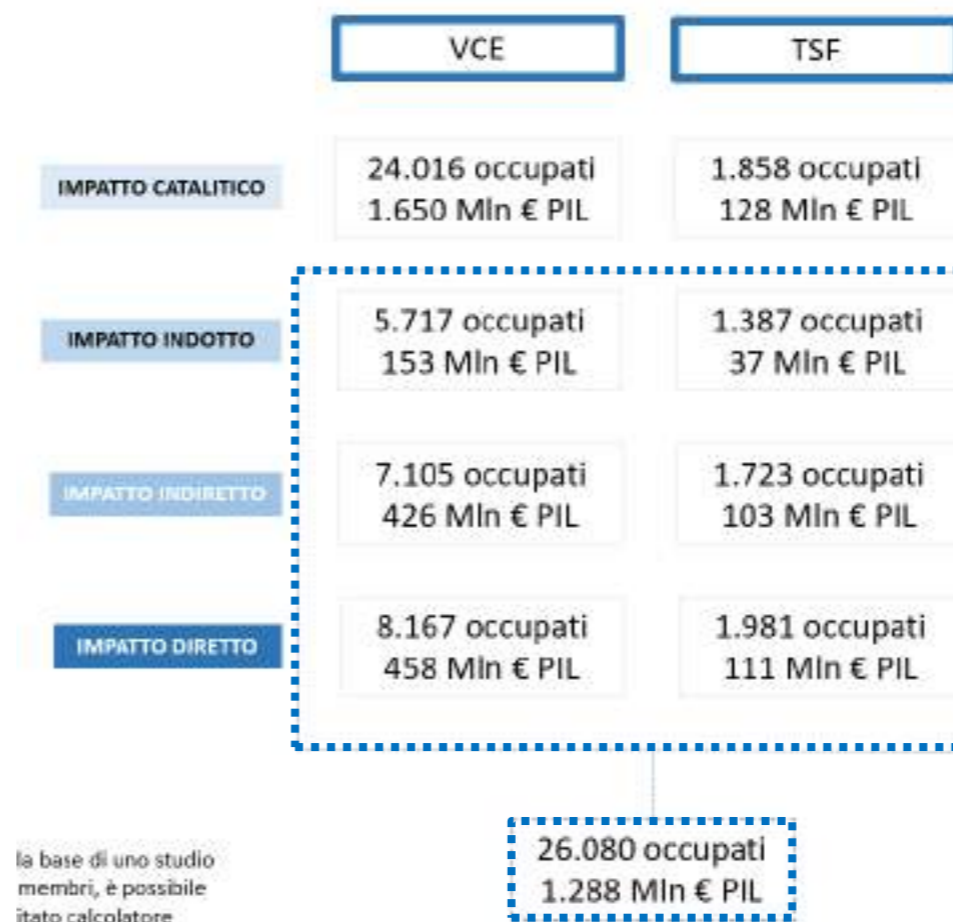 VCE
TSF
IMPATTO CATALITICO
24.016 occupati
1.650 Mln € PIL
1.858 occupati
128 Mln € PIL
IMPATTO INDOTTO
5.717 occupati
153 Mln € PIL
1.387 occupati
37 Mln € PIL
IMPATTO INDIRETTO
7.105 occupati
426 Mln € PIL
1.723 occupati
103 Mln € PIL
IMPATTO DIRETTO
8.167 occupati
458 Mln € PIL
1.981 occupati
111 Mln € PIL
26.080 occupati
1.288 Mln € PIL
la base di uno studio
membri, è possibile
itato calcolatore